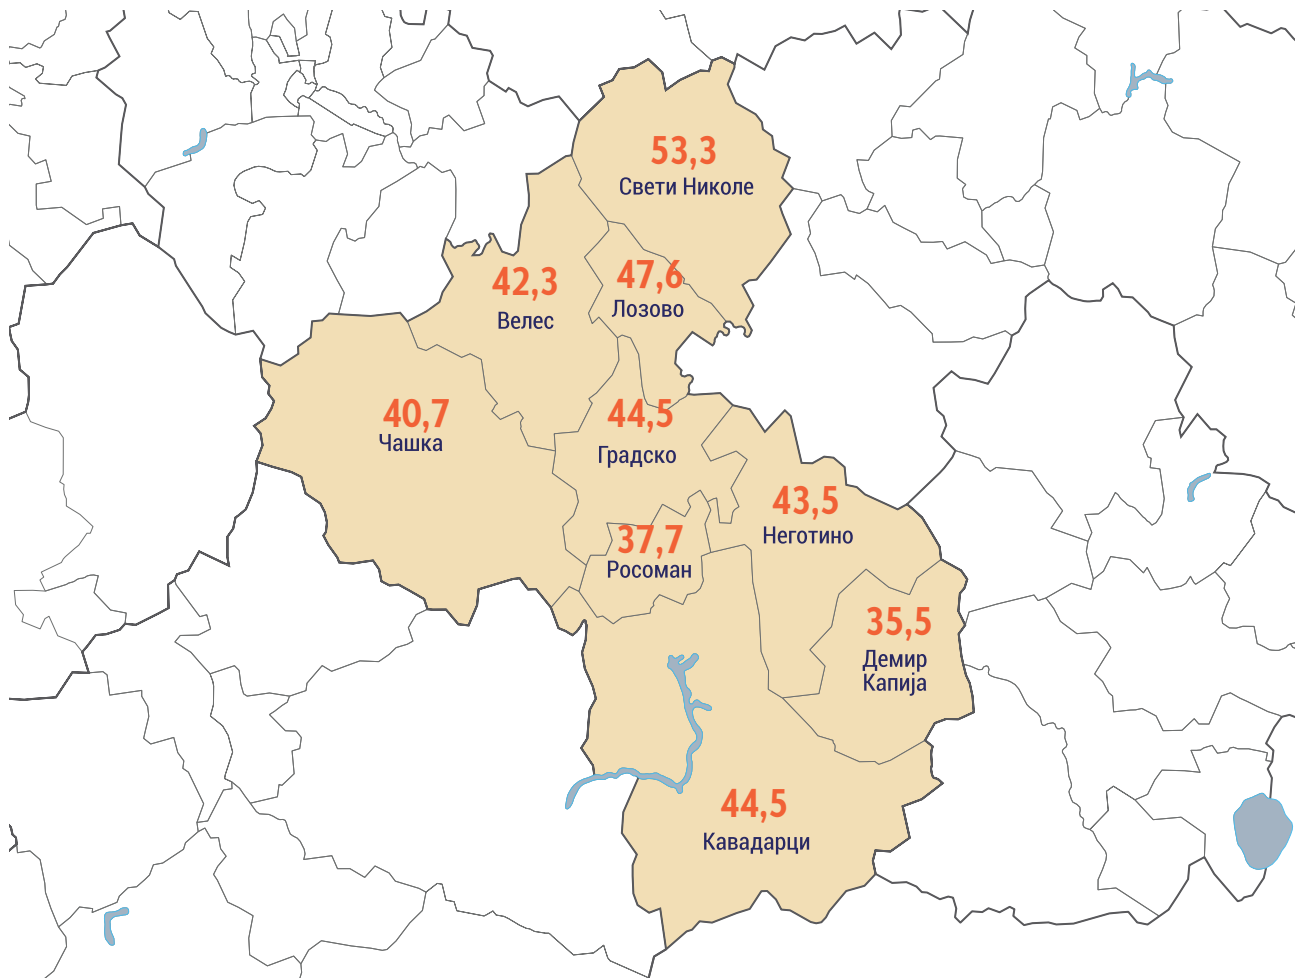 53,3
Свети Николе
42,3
Велес
47,6
Лозово
40,7
Чашка
44,5
Градско
43,5
Неготино
37,7
Росоман
35,5
Демир
Капија
44,5
Кавадарци